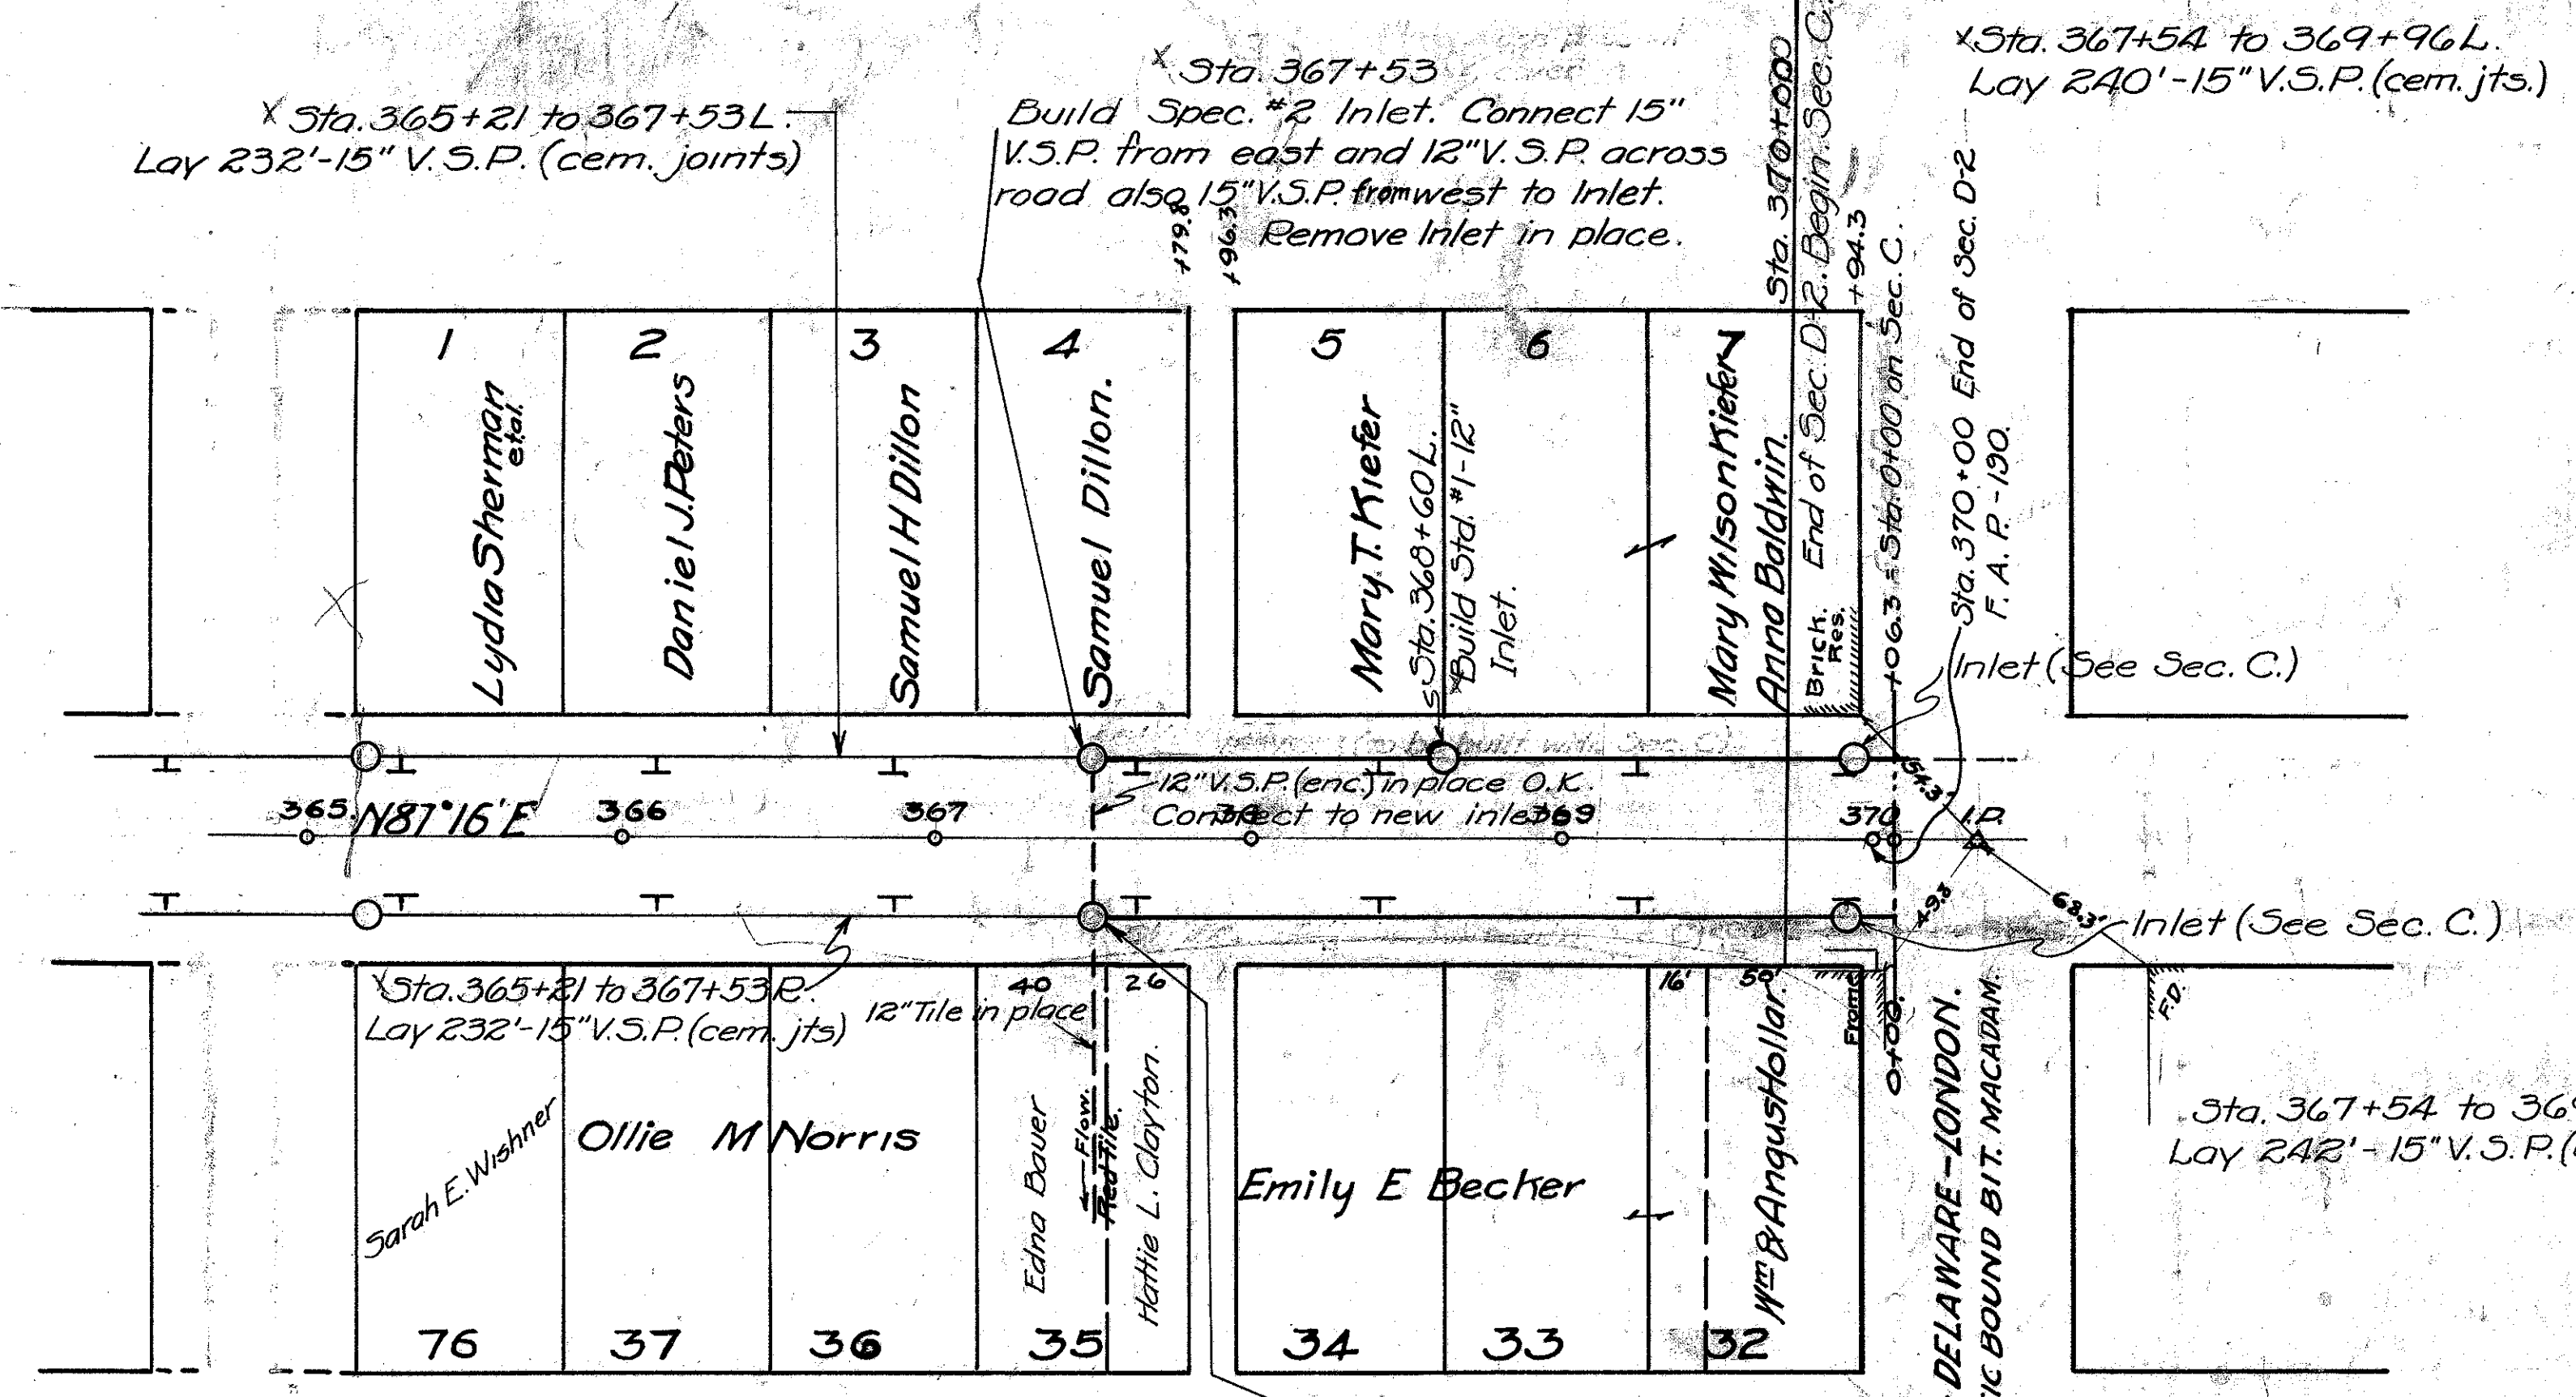 x Sta. 365+21 to 367+53 L.
Lay 232'-15" V.S.P. (cem. joints)
x Sta. 367+53
Build Spec. #2 Inlet. Connect 15"
V.S.P. from east and 12" V.S.P. across
road also 15" V.S.P. from west to Inlet.
Remove Inlet in place.
+79.8
+96.3
Sta. 370+00
End of Sec. D-2. Begin Sec. C.
+94.3
+106.3 = Sta. 0+00 on Sec. C.
Sta. 370+00 End of Sec. D-2
F. A. P. - 190.
x Sta. 367+54 to 369+96 L.
Lay 240'-15" V.S.P. (cem. jts.)
1
2
3
4
5
6
7
Lydia Sherman
et.al.
Daniel J. Peters
Samuel H Dillon
Samuel Dillon.
Mary T. Kiefer
s Sta. 368+60 L.
x Build Std. #1-12"
Inlet.
Mary Wilson Kiefer
Anna Baldwin.
Brick.
Res.
Inlet (See Sec. C.)
12" V.S.P. (enc.) in place O.K.
Connect to new inlet
365
N87°16'E
366
367
369
370
I.P.
54.3'
49.3
68.3'
Inlet (See Sec. C.)
x Sta. 365+21 to 367+53 R.
Lay 232'-15" V.S.P. (cem. jts)
12" Tile in place
40
26
16'
50'
Frame
0+00.
F.D.
Sarah E. Wishner
Ollie M Norris
Edna Bauer
Flow.
Red Tile.
Hattie L. Clayton.
Emily E Becker
Wm & Angus Hollar.
DELAWARE-LONDON.
IC BOUND BIT. MACADAM.
Sta. 367+54 to 369
Lay 242'-15" V.S.P. (
76
37
36
35
34
33
32